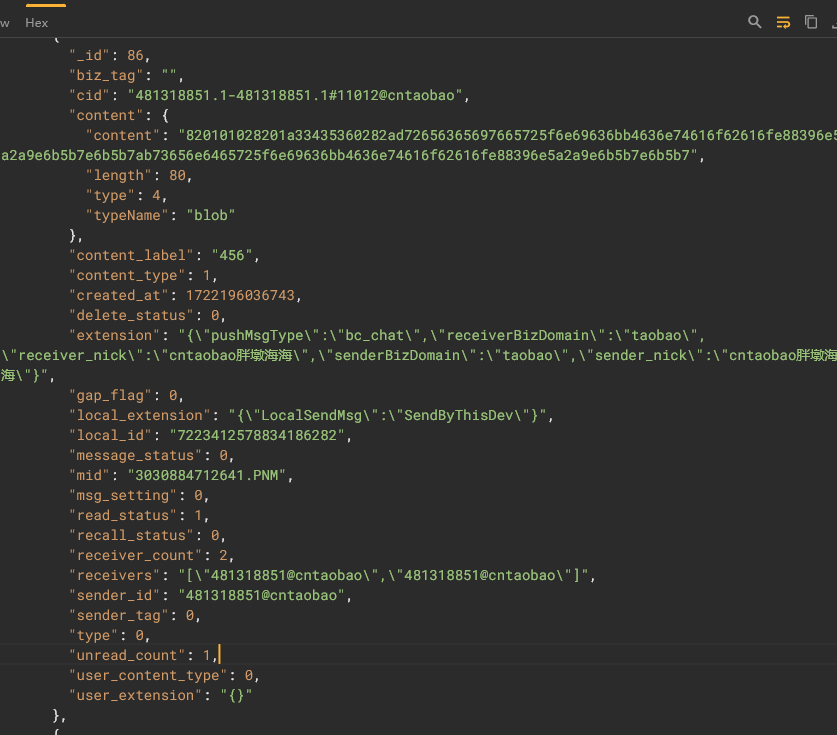 w Hex
{
"_id": 86,
"biz_tag": "",
"cid": "481318851.1-481318851.1#11012@cntaobao",
"content": {
"content": "820101028201a33435360282ad72656365697665725f6e69636bb4636e74616f62616fe88396e5
a2a9e6b5b7e6b5b7ab73656e6465725f6e69636bb4636e74616f62616fe88396e5a2a9e6b5b7e6b5b7",
"length": 80,
"type": 4,
"typeName": "blob"
},
"content_label": "456",
"content_type": 1,
"created_at": 1722196036743,
"delete_status": 0,
"extension": "{\"pushMsgType\":\"bc_chat\",\"receiverBizDomain\":\"taobao\",
\"receiver_nick\":\"cntaobao胖墩海海\",\"senderBizDomain\":\"taobao\",\"sender_nick\":\"cntaobao胖墩海
海\"}",
"gap_flag": 0,
"local_extension": "{\"LocalSendMsg\":\"SendByThisDev\"}",
"local_id": "7223412578834186282",
"message_status": 0,
"mid": "3030884712641.PNM",
"msg_setting": 0,
"read_status": 1,
"recall_status": 0,
"receiver_count": 2,
"receivers": "[\"481318851@cntaobao\",\"481318851@cntaobao\"]",
"sender_id": "481318851@cntaobao",
"sender_tag": 0,
"type": 0,
"unread_count": 1,
"user_content_type": 0,
"user_extension": "{}"
},
{